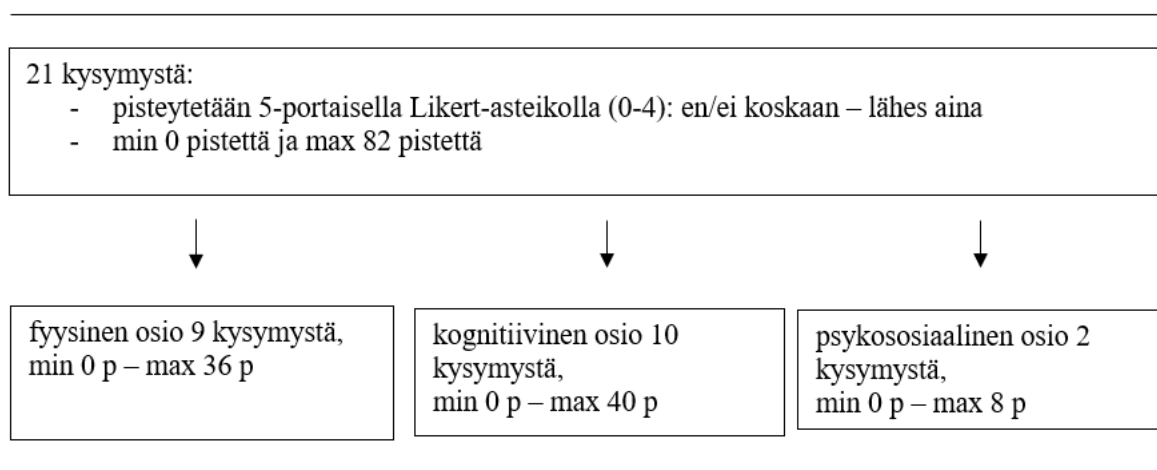 21 kysymystä:
- pisteytetään 5-portaisella Likert-asteikolla (0-4): en/ei koskaan – lähes aina
- min 0 pistettä ja max 82 pistettä
fyysinen osio 9 kysymystä,
min 0 p – max 36 p
kognitiivinen osio 10
kysymystä,
min 0 p – max 40 p
psykososiaalinen osio 2
kysymystä,
min 0 p – max 8 p